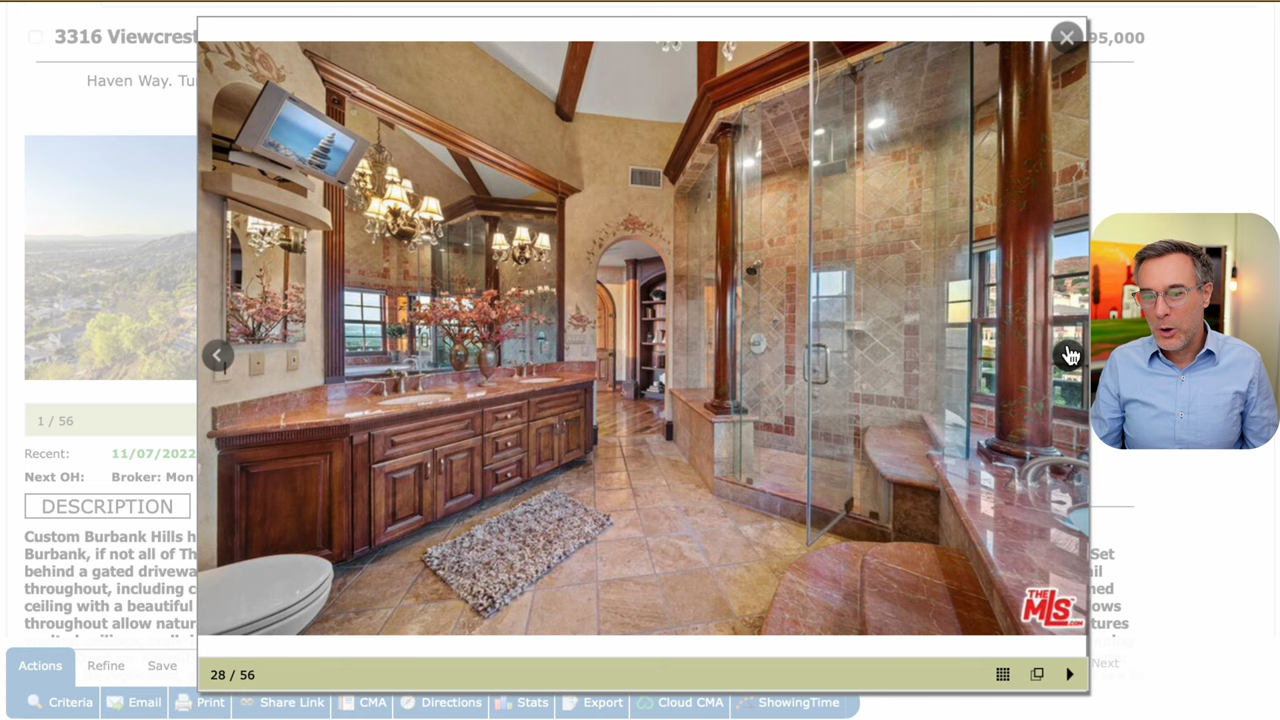 3316 Viewcrest
95,000
Haven Way. Tu
1 / 56
Recent: 11/07/2022
Next OH: Broker: Mon
DESCRIPTION
Custom Burbank Hills h
Burbank, if not all of Th
Set
behind a gated drivewa
throughout, including c
ceiling with a beautiful
ows
throughout allow natur
tures
THE
MLS
.COM
28 / 56
Next
Actions
Refine
Save
Criteria
Email
Print
Share Link
CMA
Directions
Stats
Export
Cloud CMA
ShowingTime